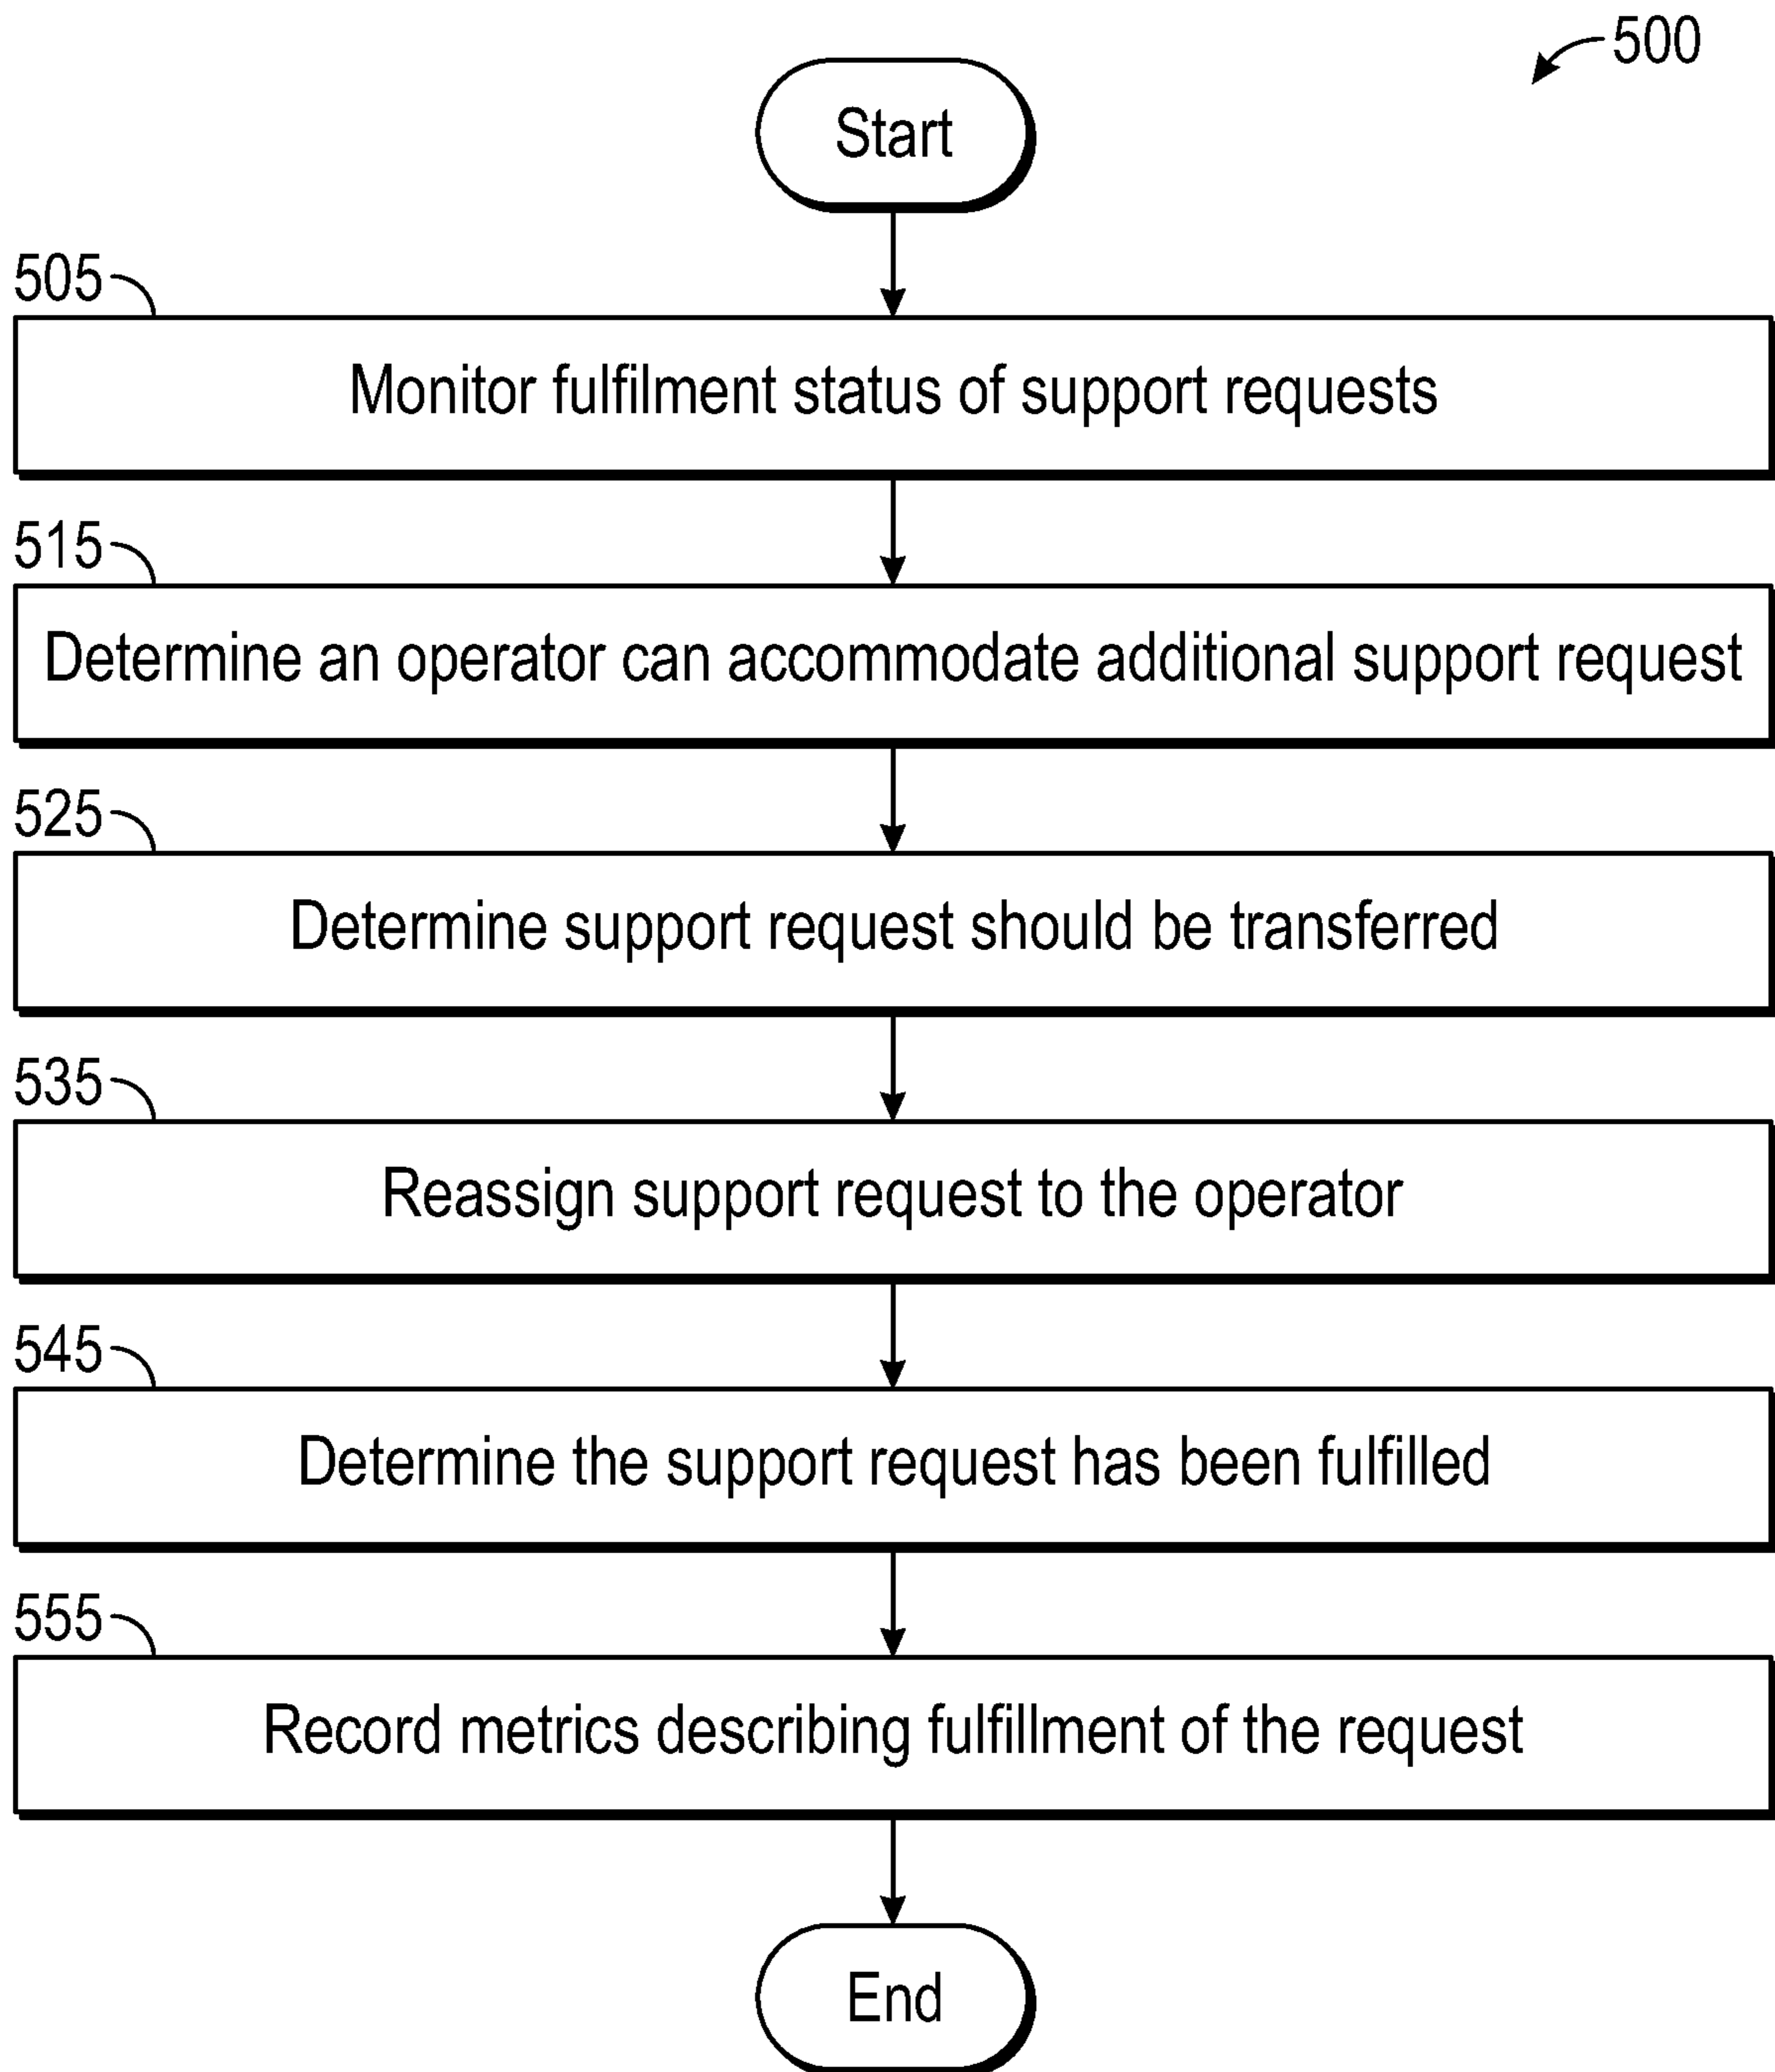 500
Start
505
Monitor fulfilment status of support requests
515
Determine an operator can accommodate additional support request
525
Determine support request should be transferred
535
Reassign support request to the operator
545
Determine the support request has been fulfilled
555
Record metrics describing fulfillment of the request
End